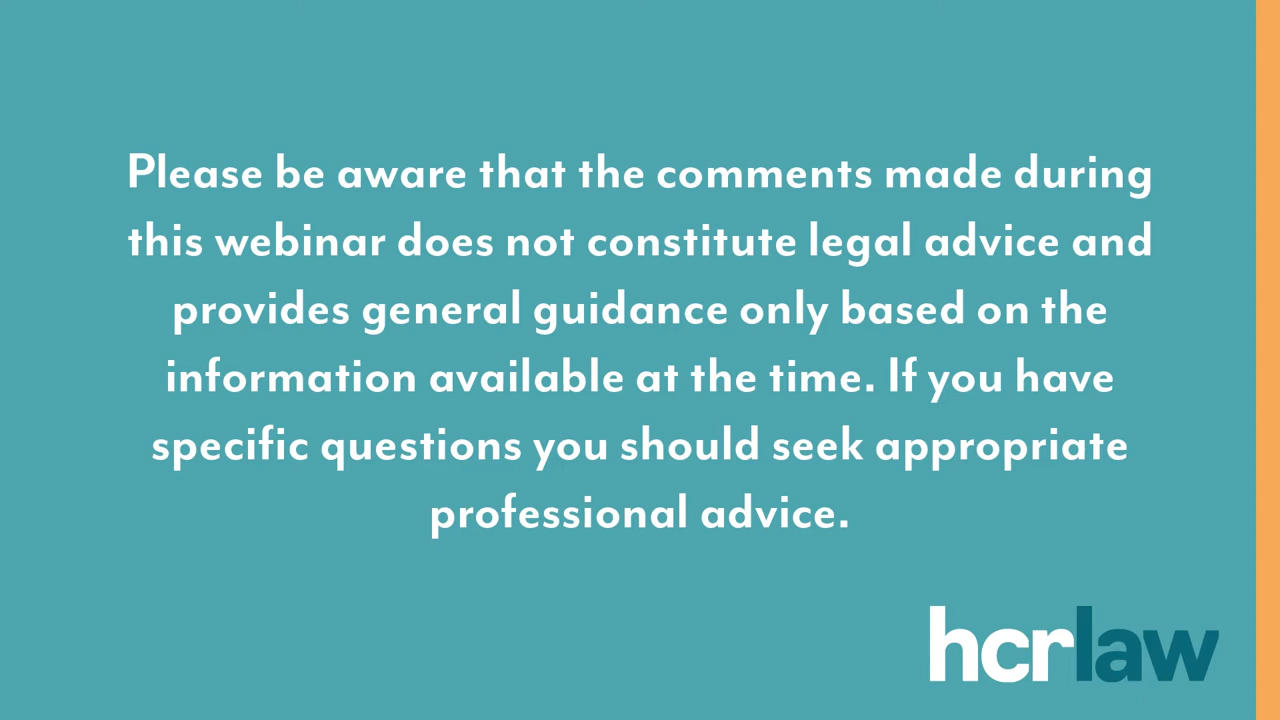 Please be aware that the comments made during
this webinar does not constitute legal advice and
provides general guidance only based on the
information available at the time. If you have
specific questions you should seek appropriate
professional advice.
hcrlaw